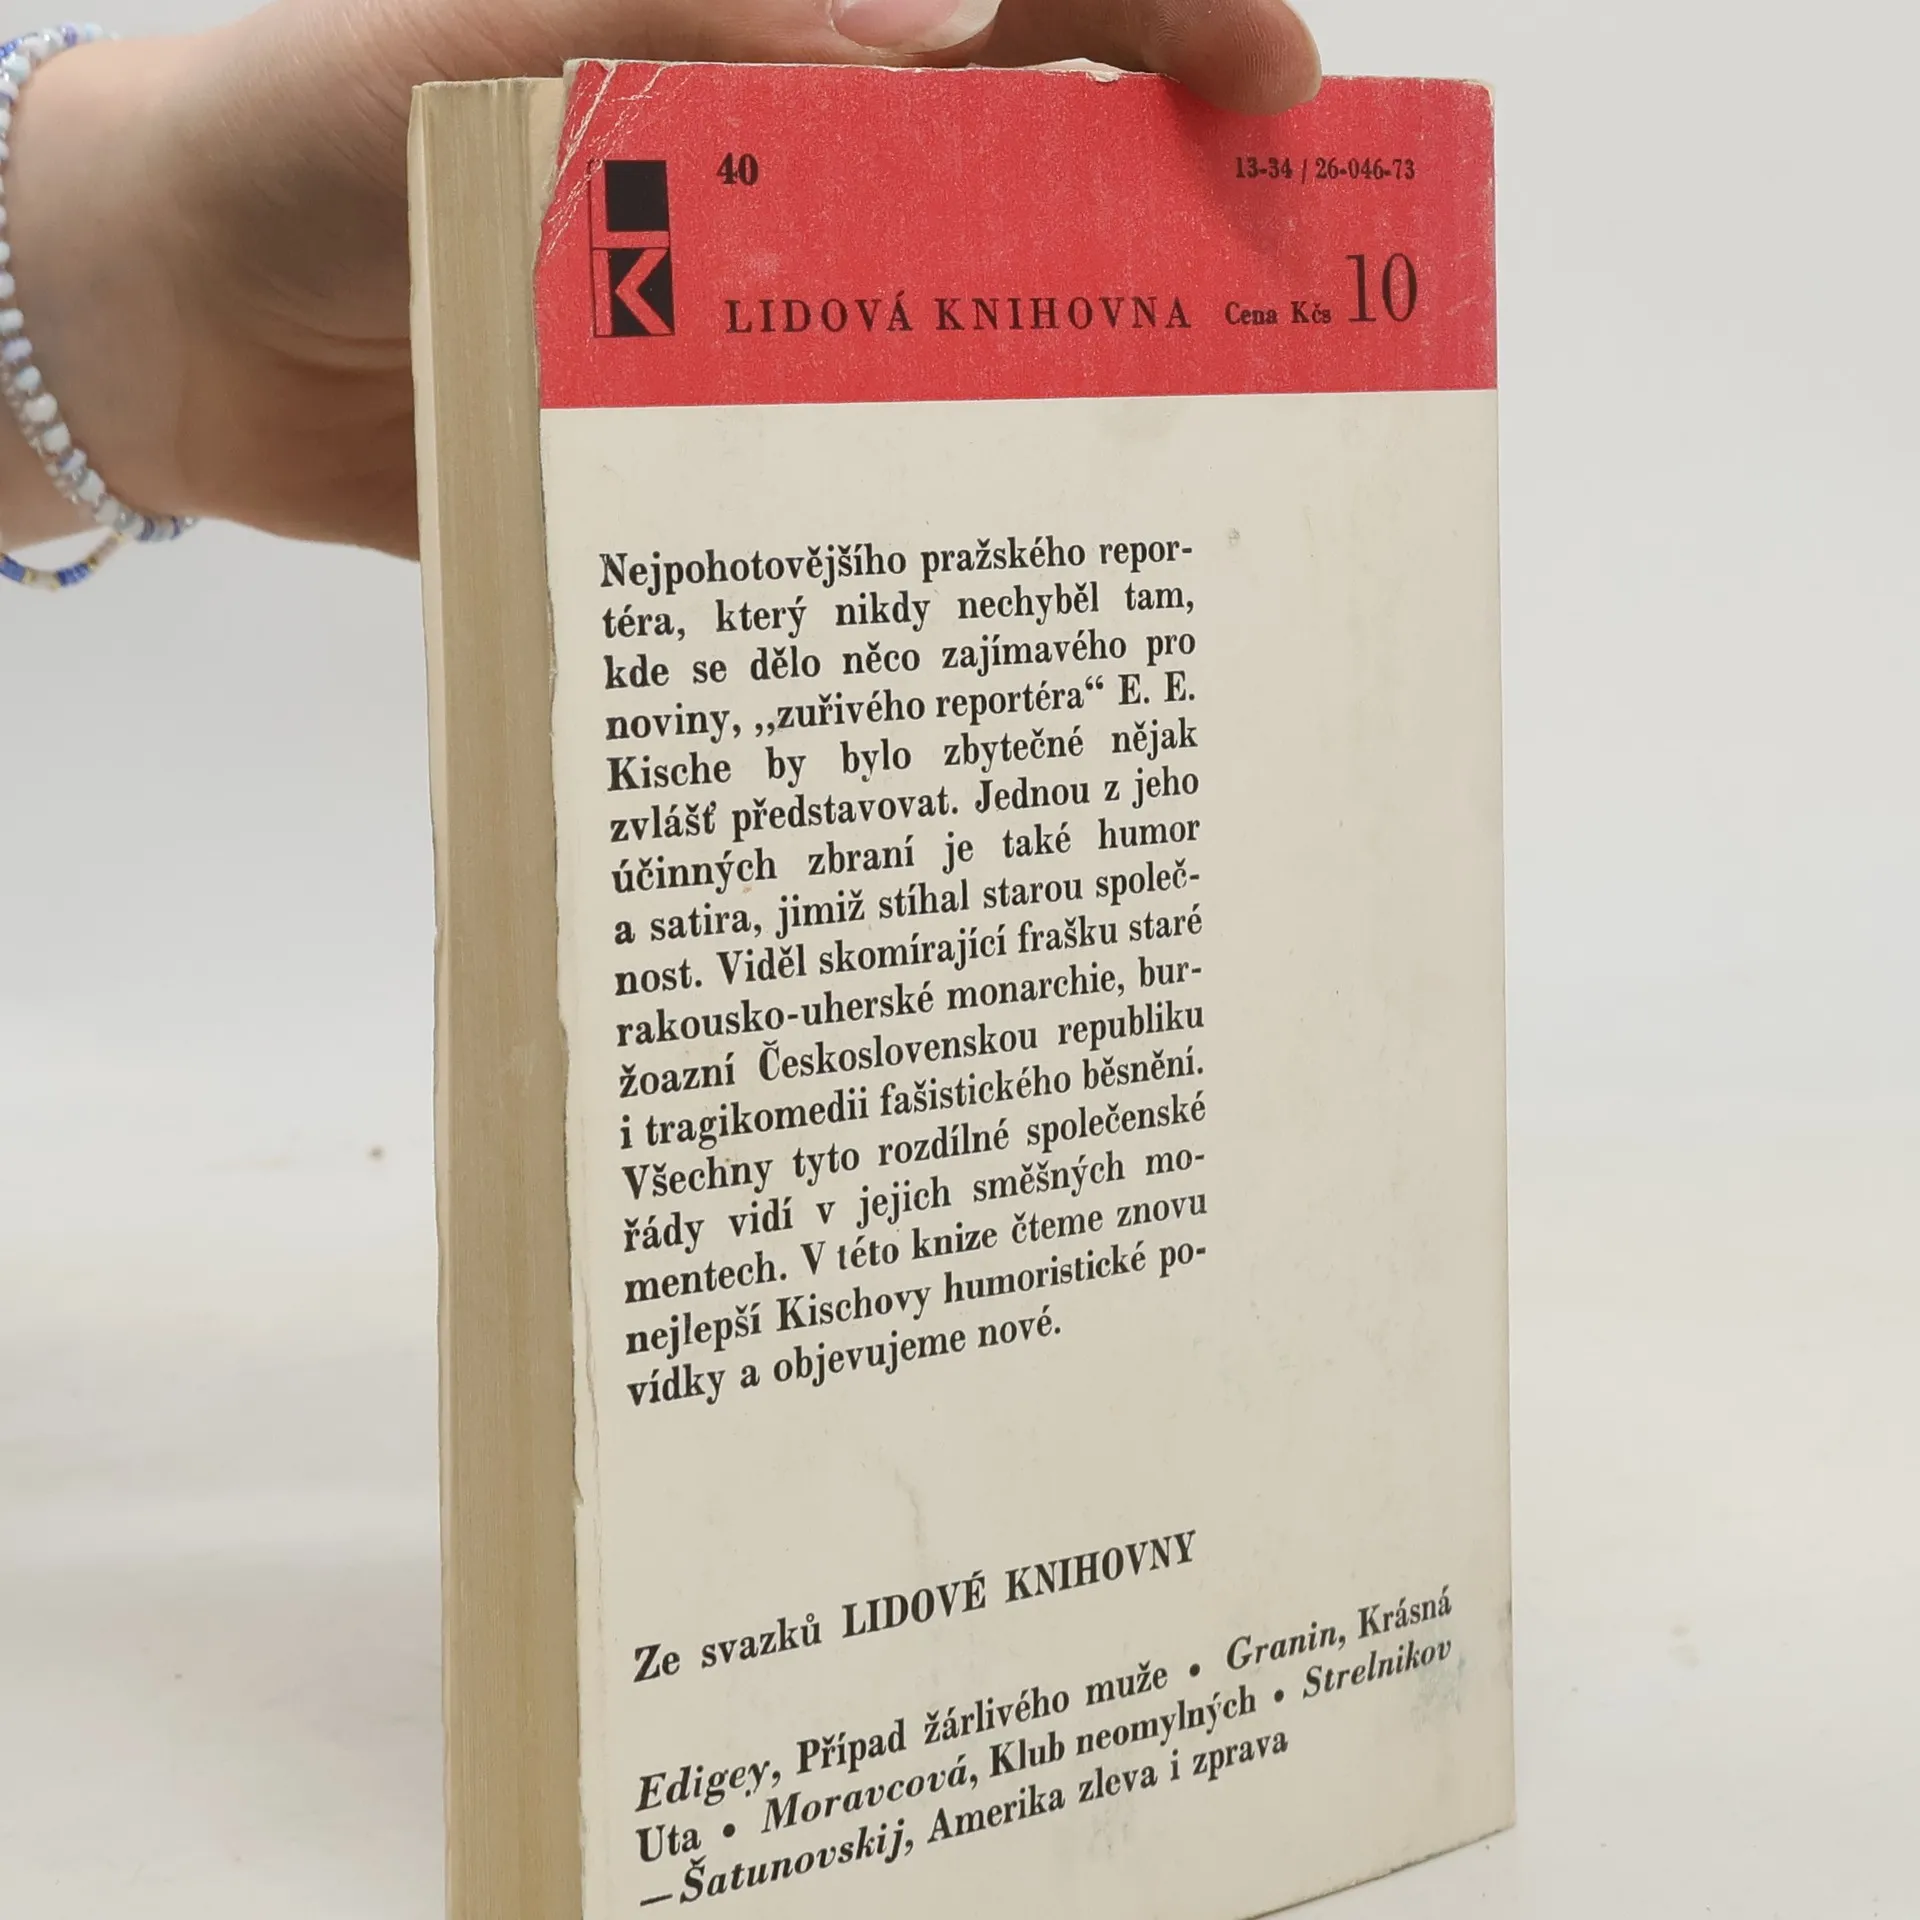 40
13-34 / 26-046-73
LK
LIDOVÁ KNIHOVNA Cena Kčs 10
Nejpohotovějšího pražského repor-
téra, který nikdy nechyběl tam,
kde se dělo něco zajímavého pro
noviny, „zuřivého reportéra“ E. E.
Kische by bylo zbytečné nějak
zvlášť představovat. Jednou z jeho
účinných zbraní je také humor
a satira, jimiž stíhal starou společ-
nost. Viděl skomírající frašku staré
rakousko-uherské monarchie, bur-
žoazní Československou republiku
i tragikomedii fašistického běsnění.
Všechny tyto rozdílné společenské
řády vidí v jejich směšných mo-
mentech. V této knize čteme znovu
nejlepší Kischovy humoristické po-
vídky a objevujeme nové.
Ze svazků LIDOVÉ KNIHOVNY
Edigey, Případ žárlivého muže • Granin, Krásná
Uta • Moravcová, Klub neomylných • Strelnikov
—Šatunovskij, Amerika zleva i zprava